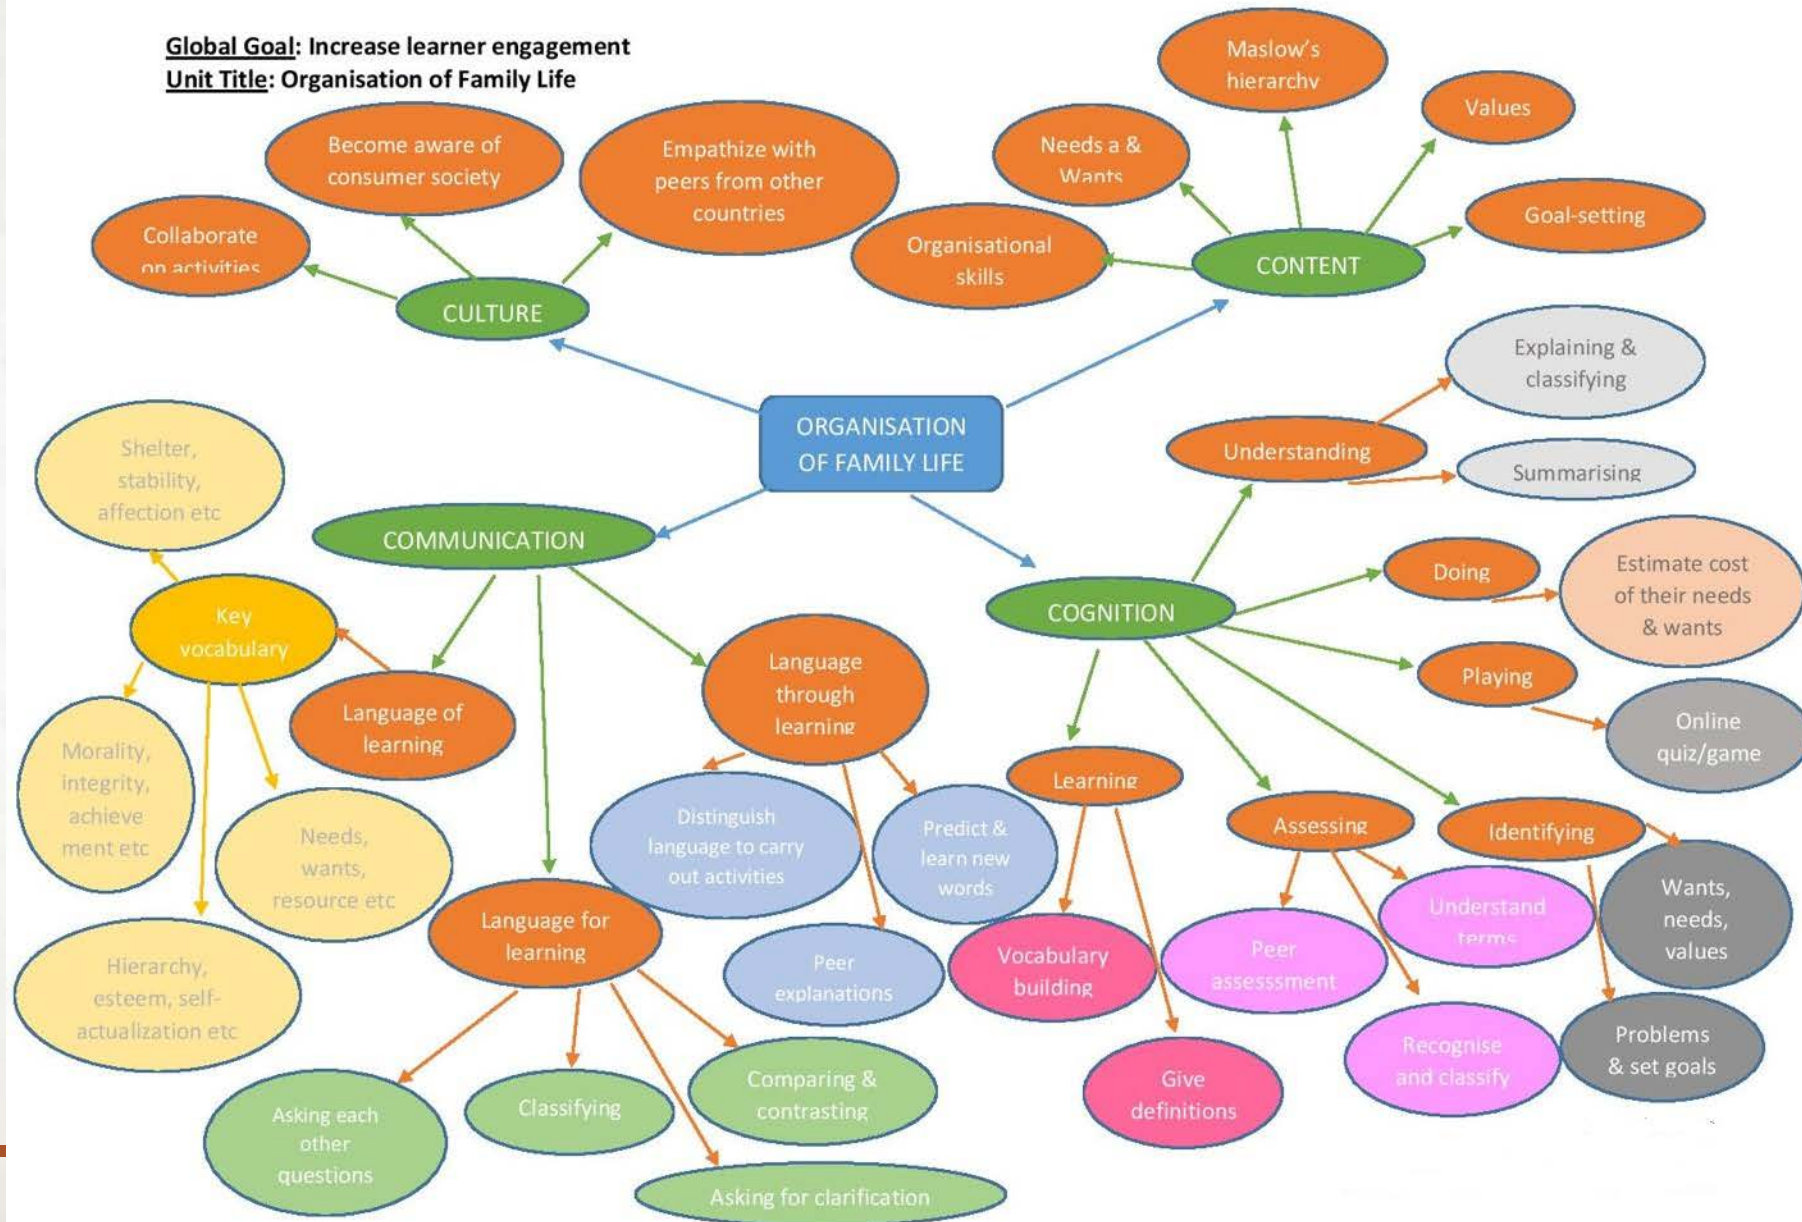 Global Goal: Increase learner engagement
Unit Title: Organisation of Family Life
Maslow's
hierarchy
Values
Become aware of
consumer society
Empathize with
peers from other
countries
Needs a &
Wants
Goal-setting
Collaborate
on activities
Organisational
skills
CONTENT
CULTURE
Explaining &
classifying
ORGANISATION
OF FAMILY LIFE
Understanding
Summarising
Shelter,
stability,
affection etc
COMMUNICATION
Doing
Estimate cost
of their needs
& wants
Key
vocabulary
COGNITION
Language
through
learning
Playing
Language of
learning
Online
quiz/game
Morality,
integrity,
achieve
ment etc
Learning
Needs,
wants,
resource etc
Distinguish
language to carry
out activities
Predict &
learn new
words
Assessing
Identifying
Language for
learning
Understand
terms
Wants,
needs,
values
Hierarchy,
esteem, self-
actualization etc
Peer
explanations
Vocabulary
building
Peer
assesssment
Problems
& set goals
Recognise
and classify
Comparing &
contrasting
Give
definitions
Classifying
Asking each
other
questions
Asking for clarification